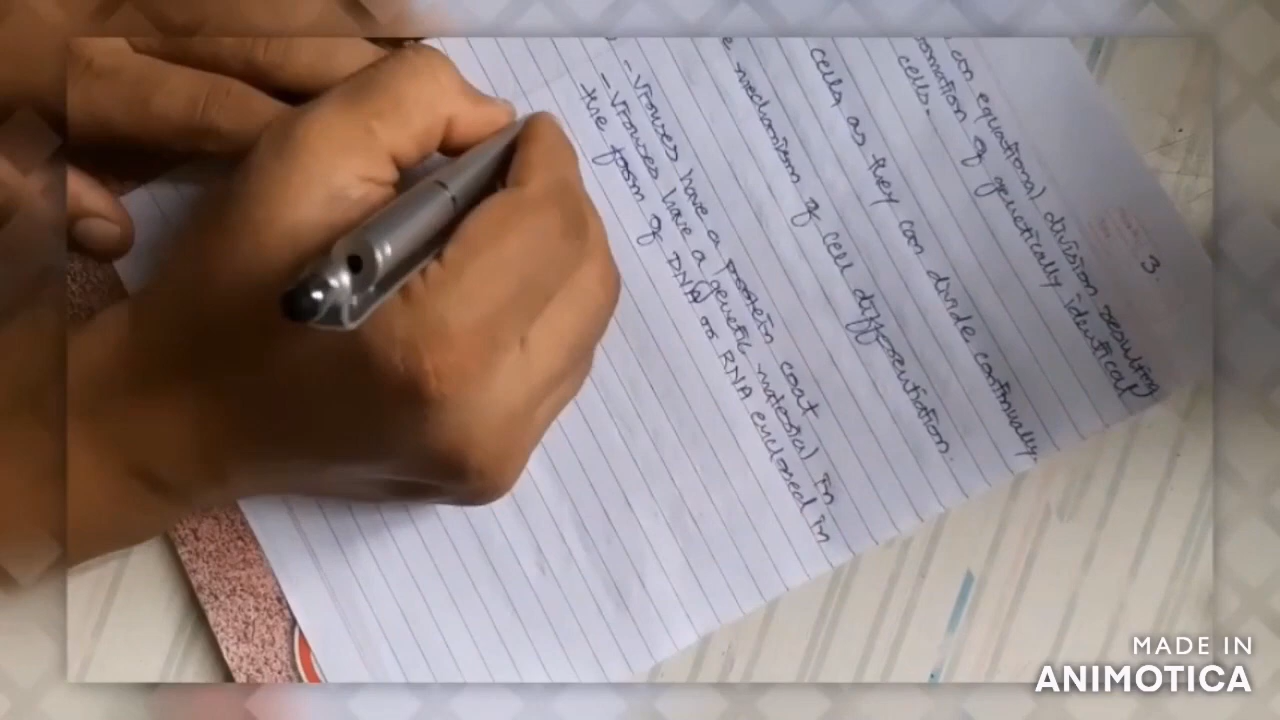 3.
can equational division resulting
formation of genetically identical
cells.
cells as they can divide continually
mechanism of cell differentiation.
- Viruses have a protein coat
- Viruses have a genetic material in
the form of DNA or RNA enclosed in
MADE IN
ANIMOTICA